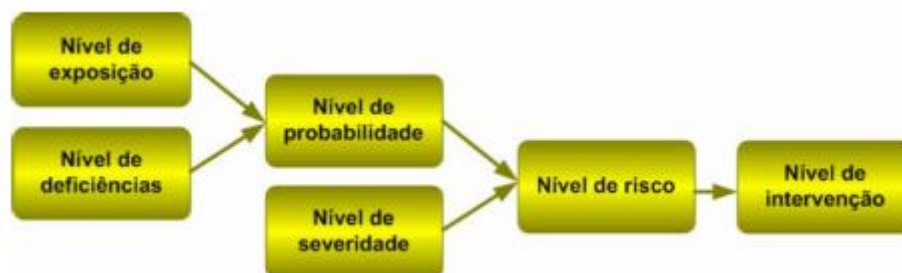 Nível de
exposição
Nível de
deficiências
Nível de
probabilidade
Nível de
severidade
Nível de risco
Nível de
intervenção